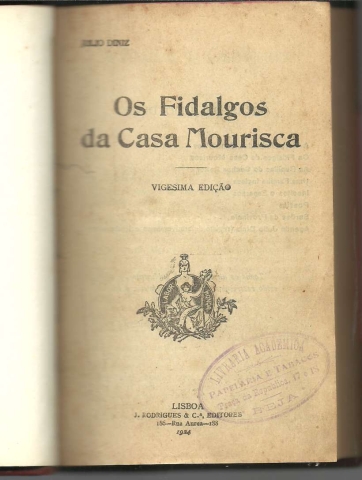 JULIO DINIZ
Os Fidalgos
da Casa Mourisca
VIGESIMA EDIÇÃO
PAPELARIA E TABACOS
LISBOA
J. RODRIGUES & C.ª, EDITORES
186—Rua Aurea—188
1924